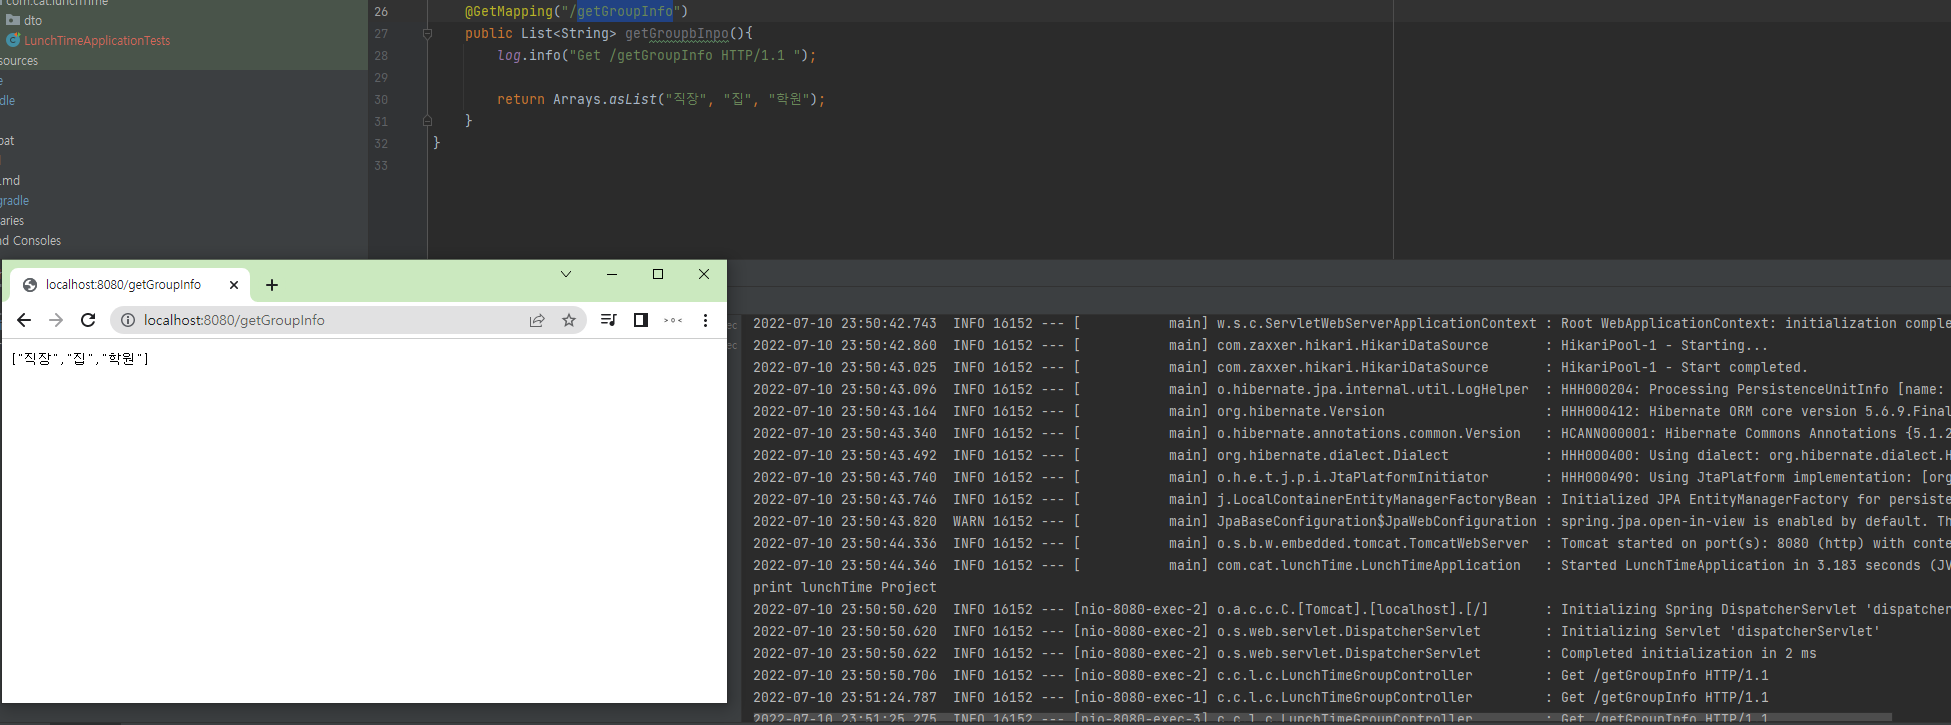 com.cat.lunchTime
dto
LunchTimeApplicationTests
sources
e
dle
bat
.md
gradle
raries
nd Consoles
26 @GetMapping("/getGroupInfo")
27 public List<String> getGroupbInpo(){
28 log.info("Get /getGroupInfo HTTP/1.1 ");
29
30 return Arrays.asList("직장", "집", "학원");
31 }
32 }
33
localhost:8080/getGroupInfo
localhost:8080/getGroupInfo
["직장","집","학원"]
ec
ec
2022-07-10 23:50:42.743 INFO 16152 --- [ main] w.s.c.ServletWebServerApplicationContext : Root WebApplicationContext: initialization comple
2022-07-10 23:50:42.860 INFO 16152 --- [ main] com.zaxxer.hikari.HikariDataSource : HikariPool-1 - Starting...
2022-07-10 23:50:43.025 INFO 16152 --- [ main] com.zaxxer.hikari.HikariDataSource : HikariPool-1 - Start completed.
2022-07-10 23:50:43.096 INFO 16152 --- [ main] o.hibernate.jpa.internal.util.LogHelper : HHH000204: Processing PersistenceUnitInfo [name:
2022-07-10 23:50:43.164 INFO 16152 --- [ main] org.hibernate.Version : HHH000412: Hibernate ORM core version 5.6.9.Final
2022-07-10 23:50:43.340 INFO 16152 --- [ main] o.hibernate.annotations.common.Version : HCANN000001: Hibernate Commons Annotations {5.1.2
2022-07-10 23:50:43.492 INFO 16152 --- [ main] org.hibernate.dialect.Dialect : HHH000400: Using dialect: org.hibernate.dialect.H
2022-07-10 23:50:43.740 INFO 16152 --- [ main] o.h.e.t.j.p.i.JtaPlatformInitiator : HHH000490: Using JtaPlatform implementation: [org
2022-07-10 23:50:43.746 INFO 16152 --- [ main] j.LocalContainerEntityManagerFactoryBean : Initialized JPA EntityManagerFactory for persiste
2022-07-10 23:50:43.820 WARN 16152 --- [ main] JpaBaseConfiguration$JpaWebConfiguration : spring.jpa.open-in-view is enabled by default. Th
2022-07-10 23:50:44.336 INFO 16152 --- [ main] o.s.b.w.embedded.tomcat.TomcatWebServer : Tomcat started on port(s): 8080 (http) with conte
2022-07-10 23:50:44.346 INFO 16152 --- [ main] com.cat.lunchTime.LunchTimeApplication : Started LunchTimeApplication in 3.183 seconds (JV
print lunchTime Project
2022-07-10 23:50:50.620 INFO 16152 --- [nio-8080-exec-2] o.a.c.c.C.[Tomcat].[localhost].[/] : Initializing Spring DispatcherServlet 'dispatcher
2022-07-10 23:50:50.620 INFO 16152 --- [nio-8080-exec-2] o.s.web.servlet.DispatcherServlet : Initializing Servlet 'dispatcherServlet'
2022-07-10 23:50:50.622 INFO 16152 --- [nio-8080-exec-2] o.s.web.servlet.DispatcherServlet : Completed initialization in 2 ms
2022-07-10 23:50:50.706 INFO 16152 --- [nio-8080-exec-2] c.c.l.c.LunchTimeGroupController : Get /getGroupInfo HTTP/1.1
2022-07-10 23:51:24.787 INFO 16152 --- [nio-8080-exec-1] c.c.l.c.LunchTimeGroupController : Get /getGroupInfo HTTP/1.1
2022-07-10 23:51:25.275 INFO 16152 --- [nio-8080-exec-3] c.c.l.c.LunchTimeGroupController : Get /getGroupInfo HTTP/1.1